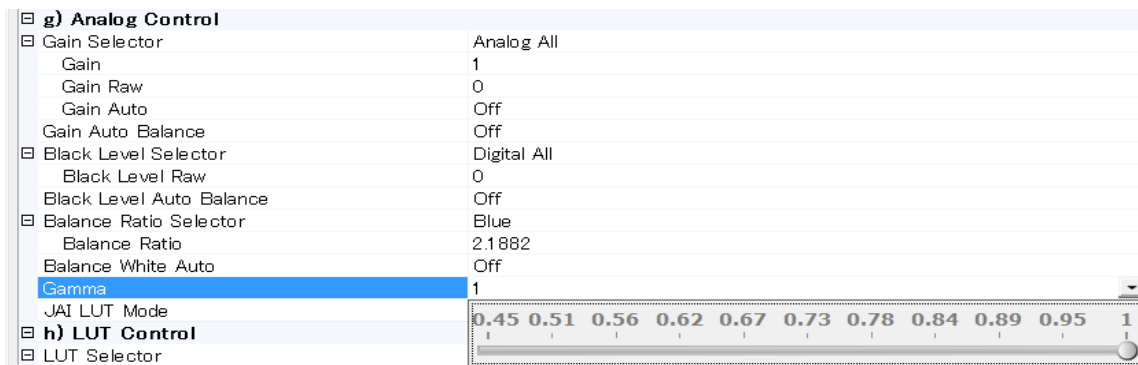 g) Analog Control
Gain Selector Analog All
Gain 1
Gain Raw 0
Gain Auto Off
Gain Auto Balance Off
Black Level Selector Digital All
Black Level Raw 0
Black Level Auto Balance Off
Balance Ratio Selector Blue
Balance Ratio 2.1882
Balance White Auto Off
Gamma 1
JAI LUT Mode
0.45 0.51 0.56 0.62 0.67 0.73 0.78 0.84 0.89 0.95 1
h) LUT Control
LUT Selector